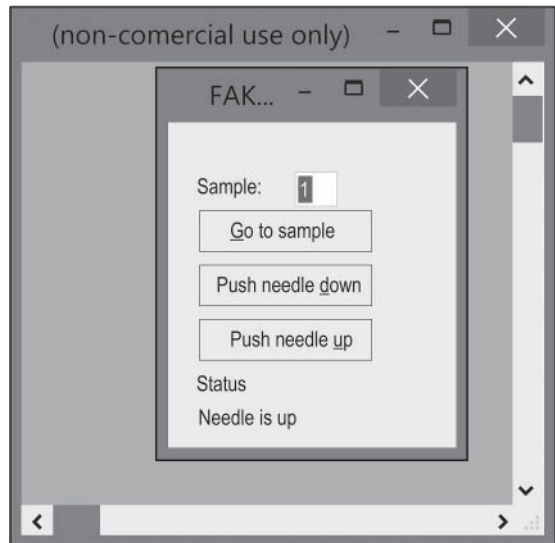 (non-comercial use only)
FAK...
Sample: 1
Go to sample
Push needle down
Push needle up
Status
Needle is up